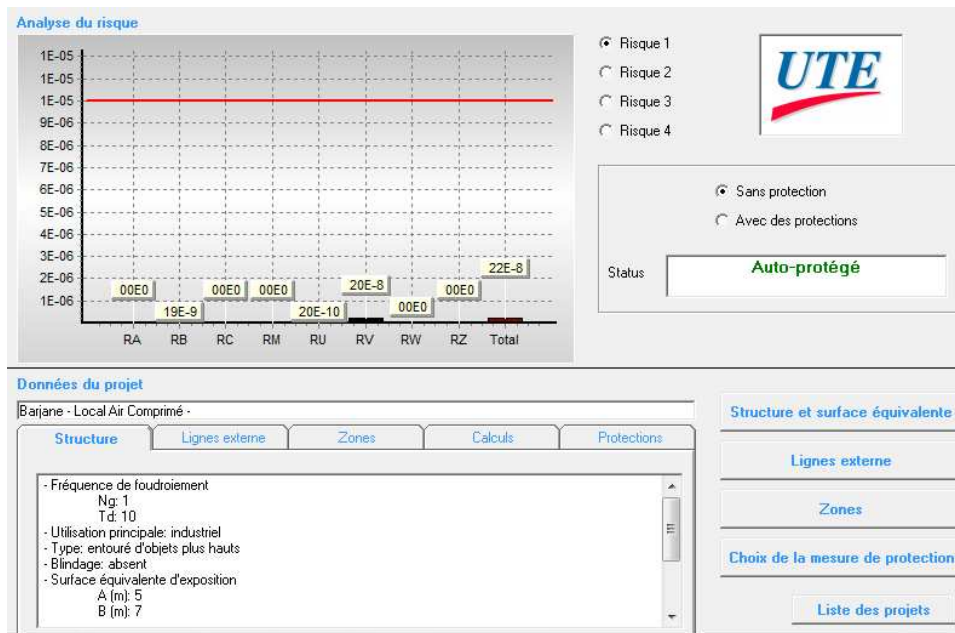 Analyse du risque
1E-05
1E-05
1E-05
9E-06
8E-06
7E-06
6E-06
5E-06
4E-06
3E-06
2E-06
1E-06
00E0
19E-9
00E0
00E0
20E-10
20E-8
00E0
00E0
22E-8
RA RB RC RM RU RV RW RZ Total
Risque 1
Risque 2
Risque 3
Risque 4
UTE
Sans protection
Avec des protections
Status
Auto-protégé
Données du projet
Barjane - Local Air Comprimé -
Structure Lignes externe Zones Calculs Protections
- Fréquence de foudroiement
Ng: 1
Td: 10
- Utilisation principale: industriel
- Type: entouré d'objets plus hauts
- Blindage: absent
- Surface équivalente d'exposition
A (m): 5
B (m): 7
Structure et surface équivalente
Lignes externe
Zones
Choix de la mesure de protection
Liste des projets